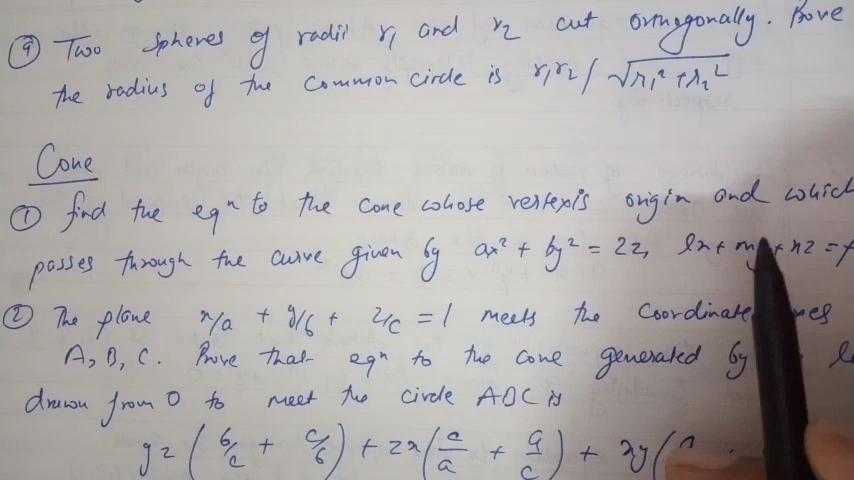 ④ Two spheres of radii r₁ and r₂ cut orthogonally. Prove
the radius of the common circle is r₁r₂ / √r₁² + r₂²
Cone
① find the eqⁿ to the cone whose vertex is origin and which
passes through the curve given by ax² + by² = 2z, lx + my + nz =
② The plane x/a + y/b + z/c = 1 meets the coordinate
A, B, C. Prove that eqⁿ to the cone generated by
drawn from O to meet the circle ABC is
yz (b/c + c/b) + zx (c/a + a/c) + xy (